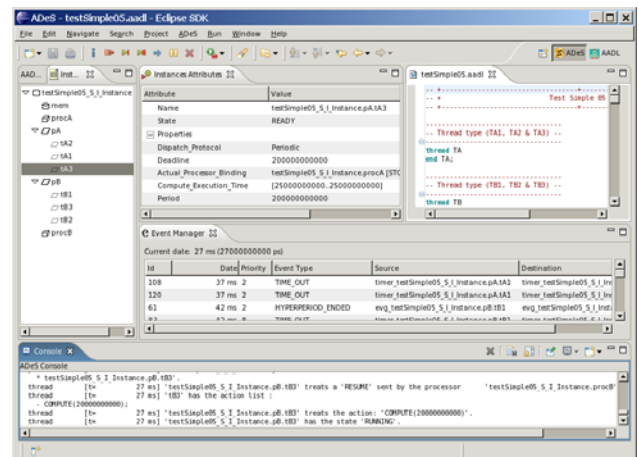 ADeS - testSimple05.aadl - Eclipse SDK
File Edit Navigate Search Project ADeS Run Window Help
ADeS AADL
AAD... Inst...
testSimple05_S_I_Instance
mem
procA
pA
tA2
tA1
tA3
pB
tB1
tB3
tB2
procB
Instances Attributes
Attribute Value
Name testSimple05_S_I_Instance.pA.tA3
State READY
Properties
Dispatch_Protocol Periodic
Deadline 200000000000
Actual_Processor_Binding testSimple05_S_I_Instance.procA [STO
Compute_Execution_Time [25000000000..25000000000]
Period 200000000000
testSimple05.aadl
-- +--------------------------------+--
-- + Test Simple 05
-- +--------------------------------+--
-- Thread type (TA1, TA2 & TA3) --
thread TA
end TA;
-- Thread type (TB1, TB2 & TB3) --
thread TB
Event Manager
Current date: 27 ms (27000000000 ps)
Id Date Priority Event Type Source Destination
108 37 ms 2 TIME_OUT timer_testSimple05_S_I_Instance.pA.tA1 timer_testSimple05_S_I_Ins
120 37 ms 2 TIME_OUT timer_testSimple05_S_I_Instance.pA.tA1 timer_testSimple05_S_I_Ins
61 42 ms 2 HYPERPERIOD_ENDED evg_testSimple05_S_I_Instance.pB.tB1 evg_testSimple05_S_I_Insta
Console
ADeS Console
* testSimple05_S_I_Instance.pB.tB3'.
thread [t= 27 ms] 'testSimple05_S_I_Instance.pB.tB3' treats a 'RESUME' sent by the processor 'testSimple05_S_I_Instance.procB'
thread [t= 27 ms] 'tB3' has the action list :
- COMPUTE(20000000000);
thread [t= 27 ms] 'testSimple05_S_I_Instance.pB.tB3' treats the action: 'COMPUTE(20000000000)'.
thread [t= 27 ms] 'testSimple05_S_I_Instance.pB.tB3' has the state 'RUNNING'.